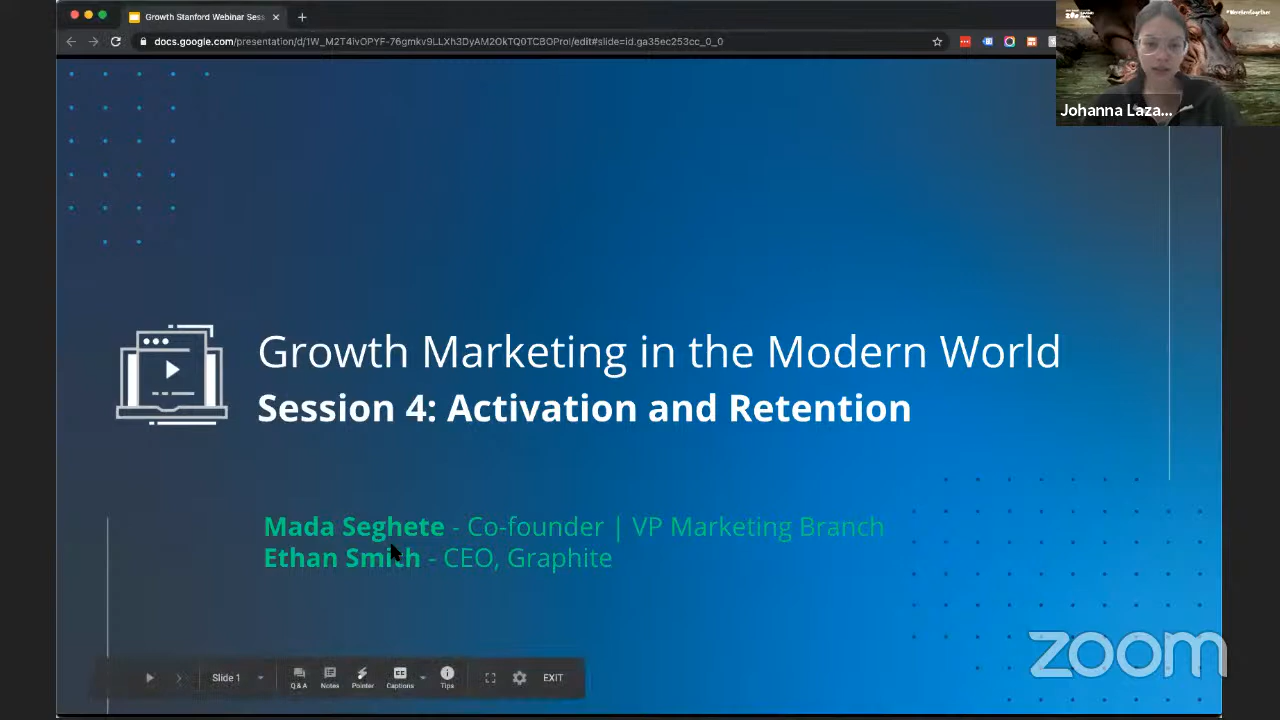 Growth Stanford Webinar Sess
docs.google.com/presentation/d/1W_M2T4ivOPYF-76gmkv9LLXh3DyAM2OkTQ0TCBOProI/edit#slide=id.ga35ec253cc_0_0
Johanna Laza...
Growth Marketing in the Modern World
Session 4: Activation and Retention
Mada Seghete - Co-founder | VP Marketing Branch
Ethan Smith - CEO, Graphite
Slide 1
Q & A
Notes
Pointer
Captions
Tips
EXIT
zoom